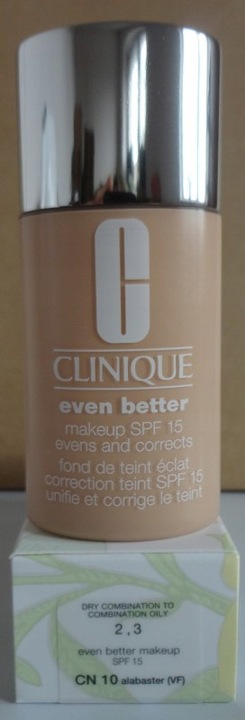 C
CLINIQUE
even better
makeup SPF 15
evens and corrects
fond de teint éclat
correction teint SPF 15
unifie et corrige le teint
DRY COMBINATION TO
COMBINATION OILY
2,3
even better makeup
SPF 15
CN 10 alabaster (VF)